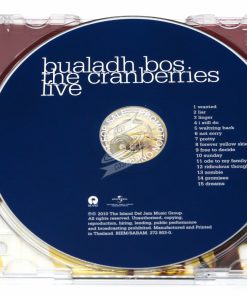 bualadh bos
the cranberries
live
1 wanted
2 liar
3 linger
4 i still do
5 waltzing back
6 not sorry
7 pretty
8 forever yellow skies
9 free to decide
10 sunday
11 ode to my family
12 ridiculous thoughts
13 zombie
14 promises
15 dreams
℗© 2010 The Island Def Jam Music Group.
All rights reserved. Unauthorised, copying,
reproduction, hiring, lending, public performance
and broadcasting prohibited. Manufactured and Printed
in Thailand.